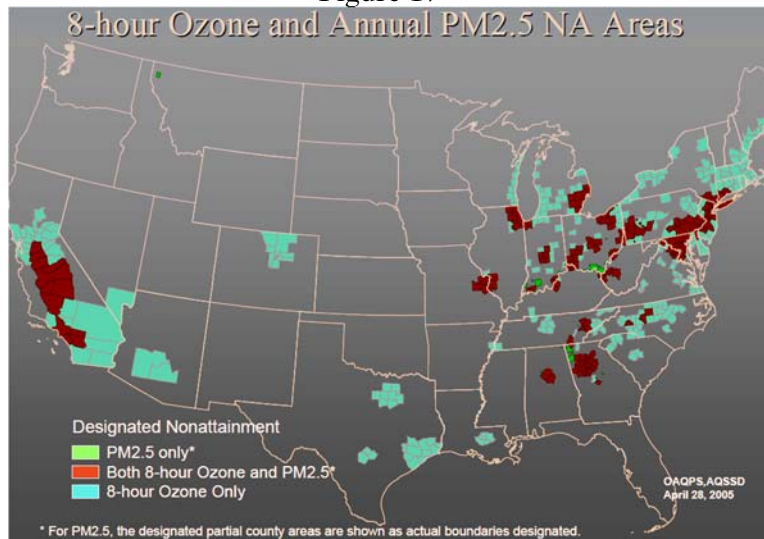 8-hour Ozone and Annual PM2.5 NA Areas
Designated Nonattainment
PM2.5 only*
Both 8-hour Ozone and PM2.5*
8-hour Ozone Only
OAQPS,AQSSD
April 28, 2005
* For PM2.5, the designated partial county areas are shown as actual boundaries designated.